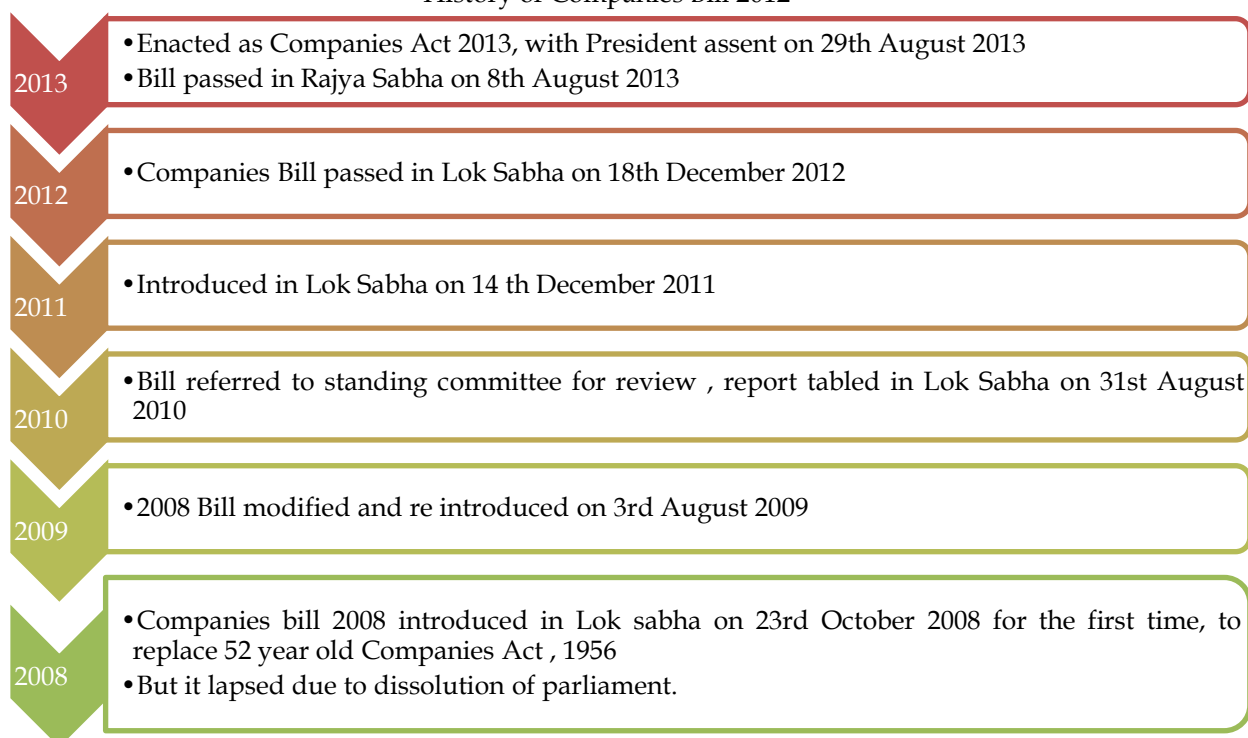 History of Companies Bill 2012
2013
•Enacted as Companies Act 2013, with President assent on 29th August 2013
•Bill passed in Rajya Sabha on 8th August 2013
2012
•Companies Bill passed in Lok Sabha on 18th December 2012
2011
•Introduced in Lok Sabha on 14 th December 2011
2010
•Bill referred to standing committee for review , report tabled in Lok Sabha on 31st August
2010
2009
•2008 Bill modified and re introduced on 3rd August 2009
2008
•Companies bill 2008 introduced in Lok sabha on 23rd October 2008 for the first time, to
replace 52 year old Companies Act , 1956
•But it lapsed due to dissolution of parliament.